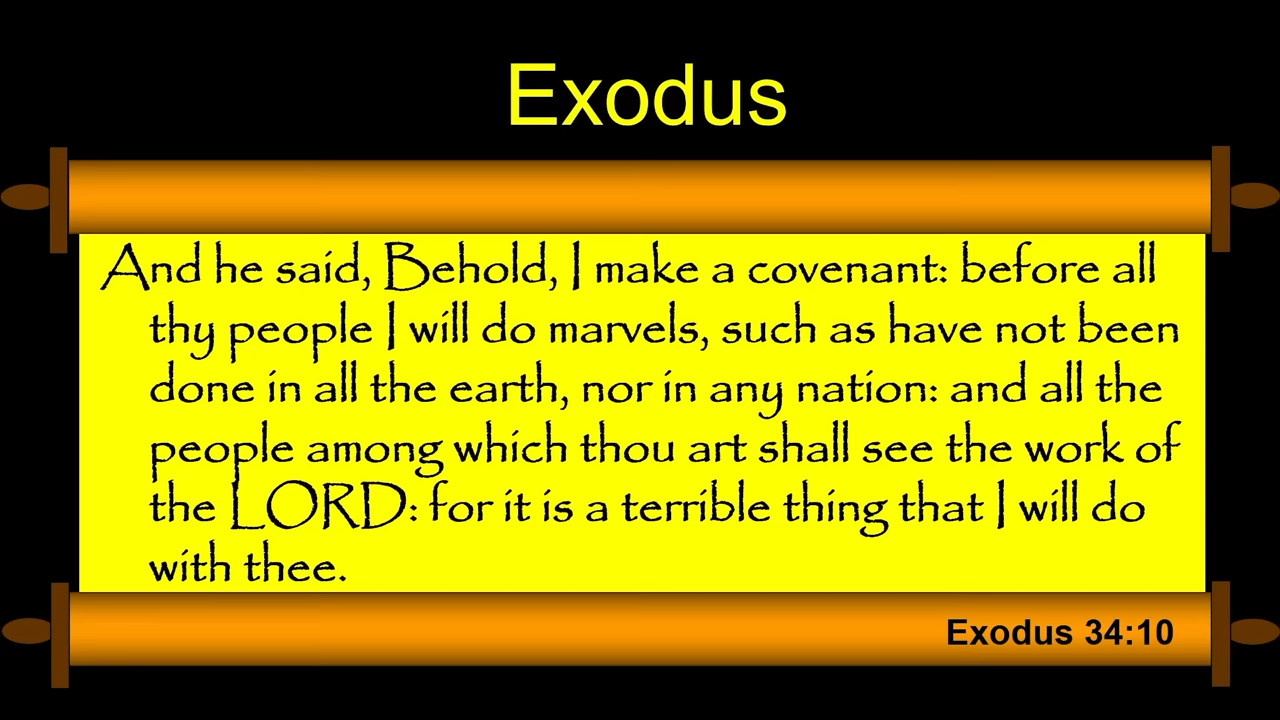 Exodus
And he said, Behold, I make a covenant: before all
thy people I will do marvels, such as have not been
done in all the earth, nor in any nation: and all the
people among which thou art shall see the work of
the LORD: for it is a terrible thing that I will do
with thee.
Exodus 34:10